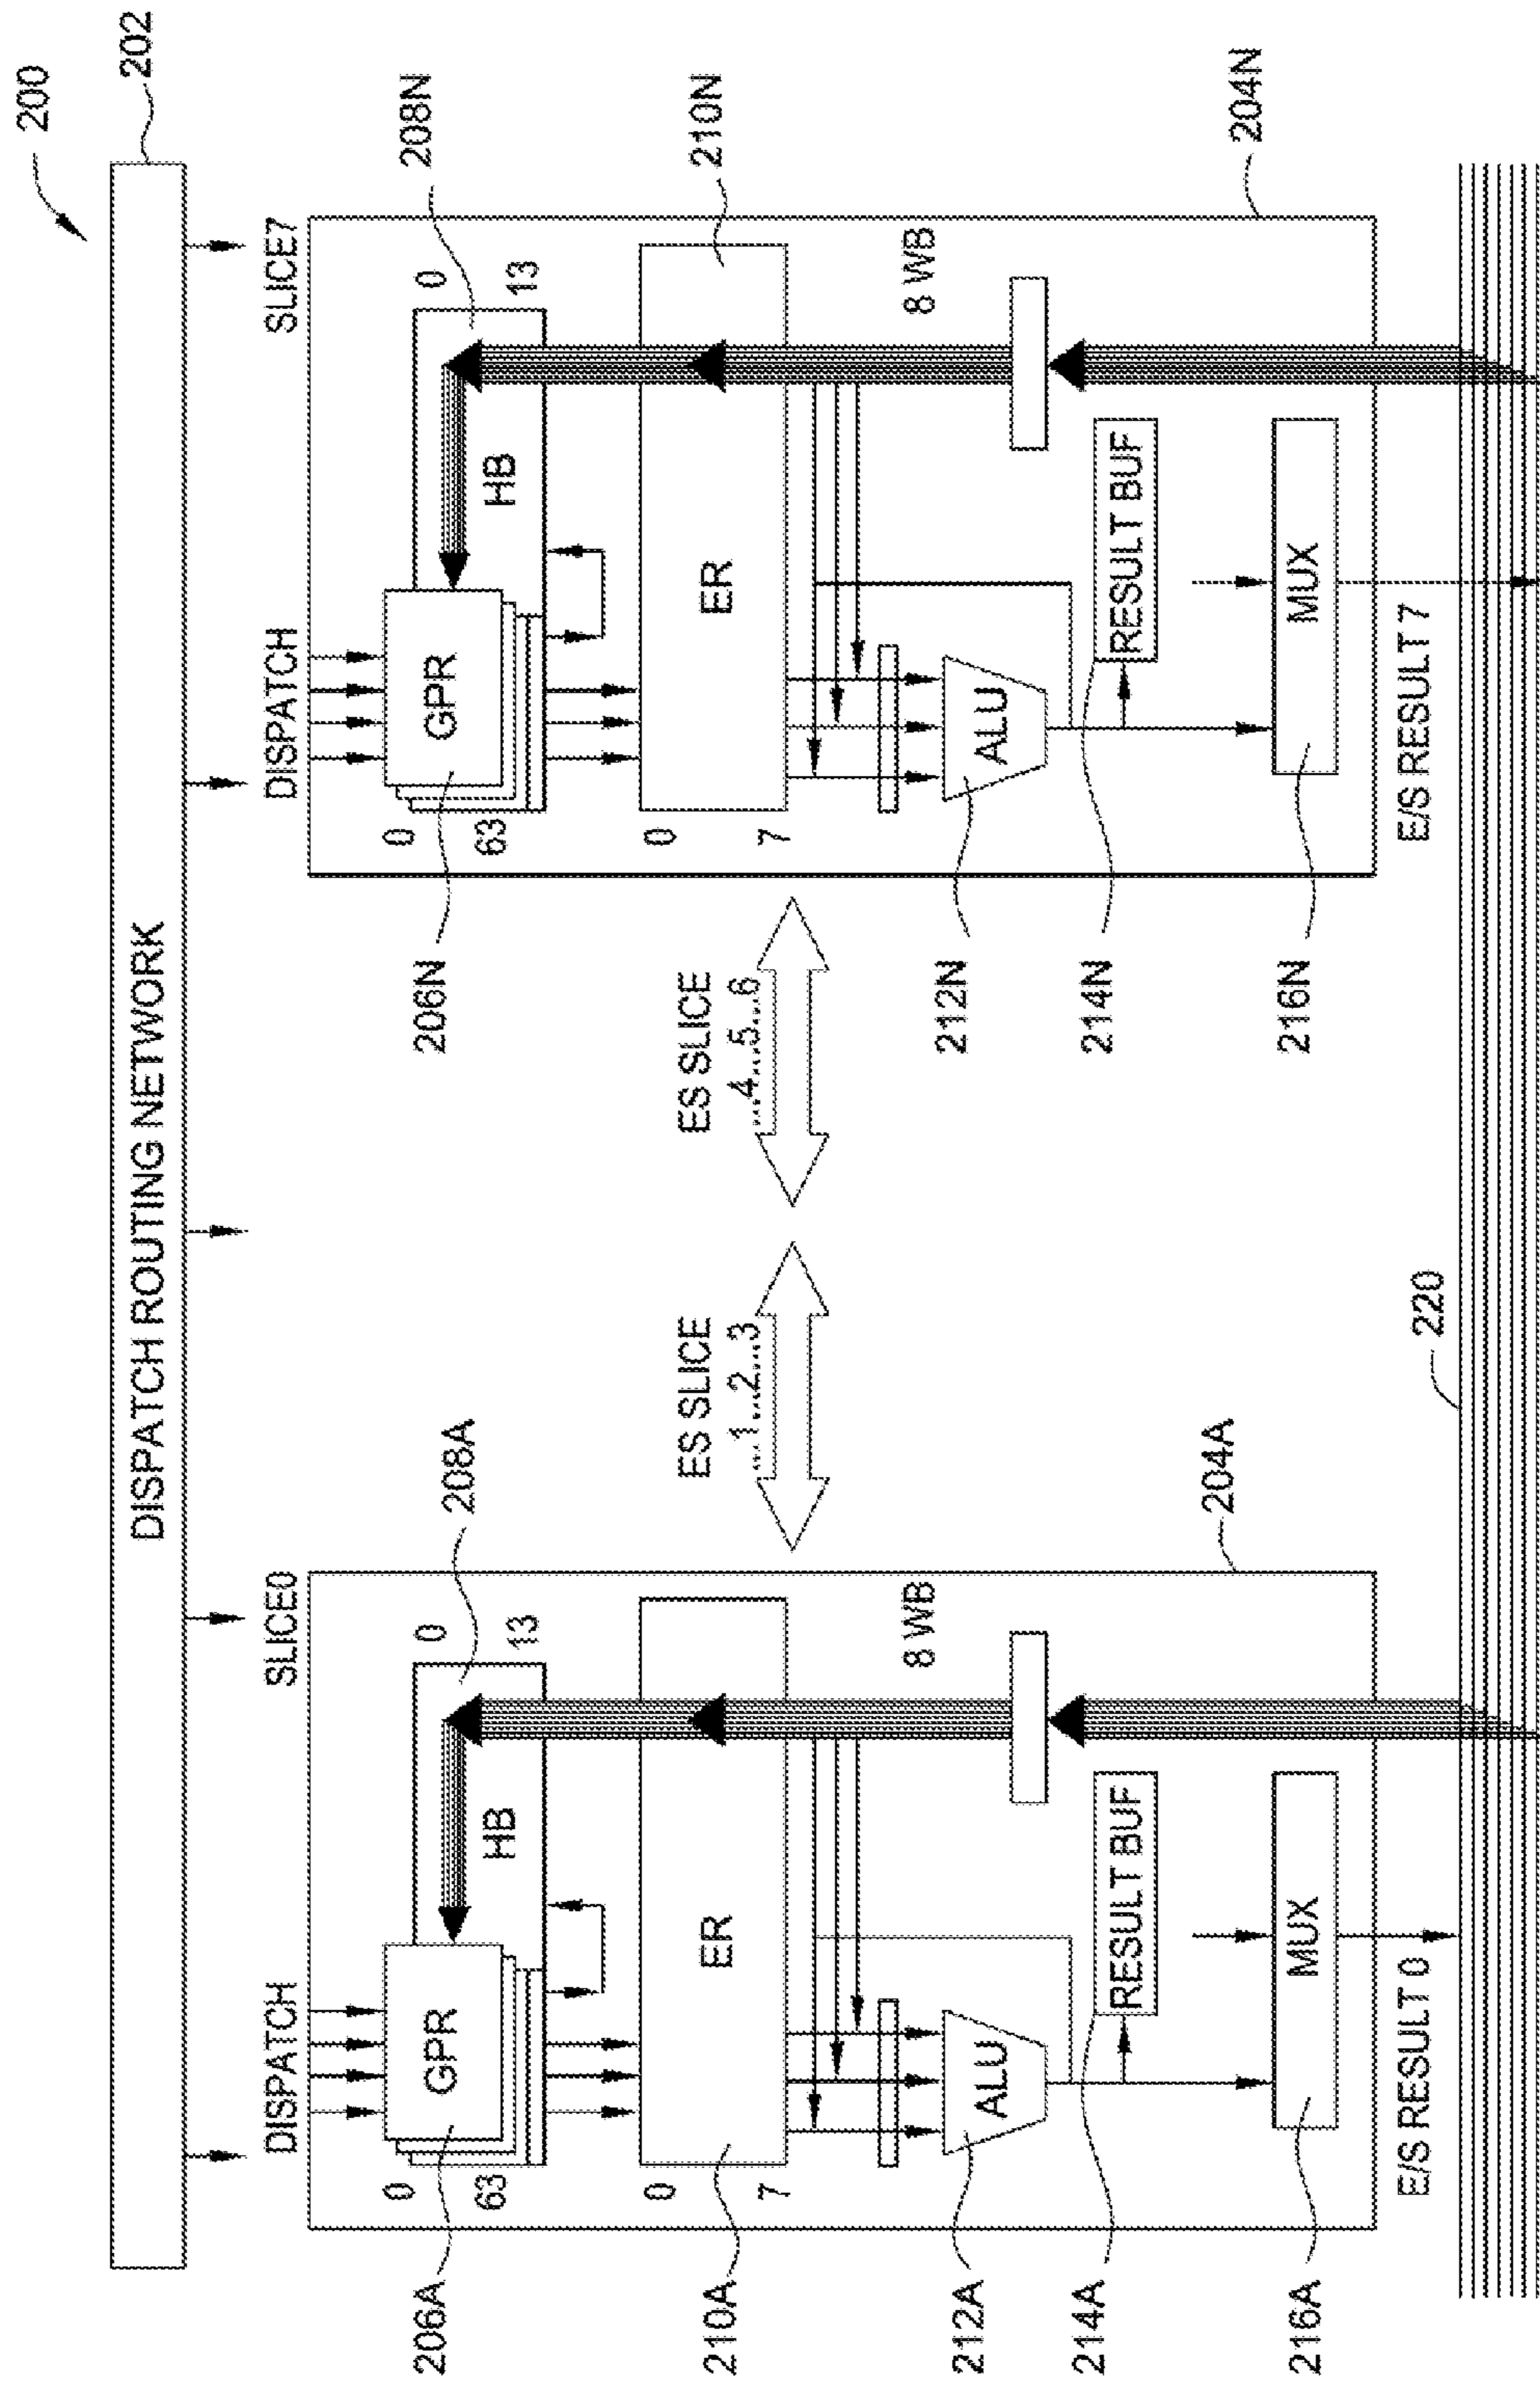 200
202
DISPATCH ROUTING NETWORK
DISPATCH
SLICE0
DISPATCH
SLICE7
206A
0
63
GPR
HB
0
13
208A
206N
0
63
GPR
HB
0
13
208N
210A
0
7
ER
ES SLICE
...1...2...3
ES SLICE
...4...5...6
0
7
ER
210N
8 WB
8 WB
212A
ALU
212N
ALU
214A
RESULT BUF
214N
RESULT BUF
216A
MUX
204A
216N
MUX
204N
E/S RESULT 0
220
E/S RESULT 7